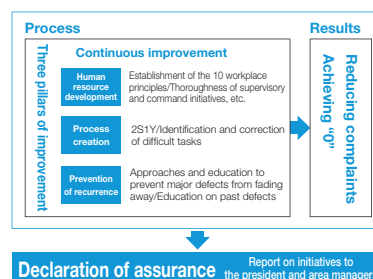 Process
Results
Three pillars of improvement
Continuous improvement
Human
resource
development
Establishment of the 10 workplace
principles/Thoroughness of supervisory
and command initiatives, etc.
Process
creation
2S1Y/Identification and correction
of difficult tasks
Prevention
of recurrence
Approaches and education to
prevent major defects from fading
away/Education on past defects
Reducing complaints
Achieving “0”
Declaration of assurance
Report on initiatives to
the president and area manager